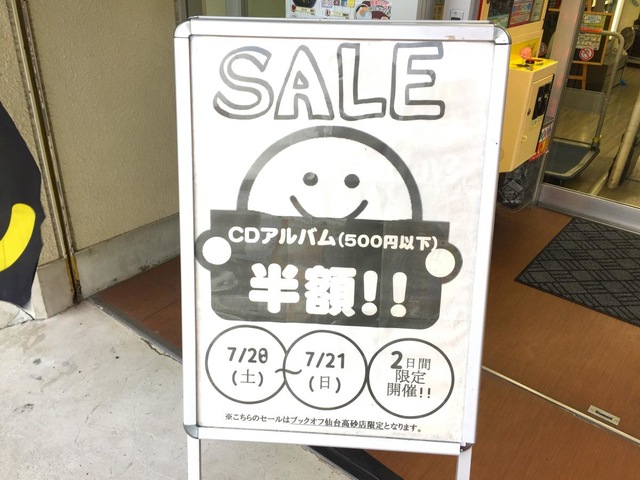 SALE
CDアルバム(500円以下)
半額!!
7/20
(土)
～
7/21
(日)
2日間
限定
開催!!
※こちらのセールはブックオフ仙台高砂店限定となります。